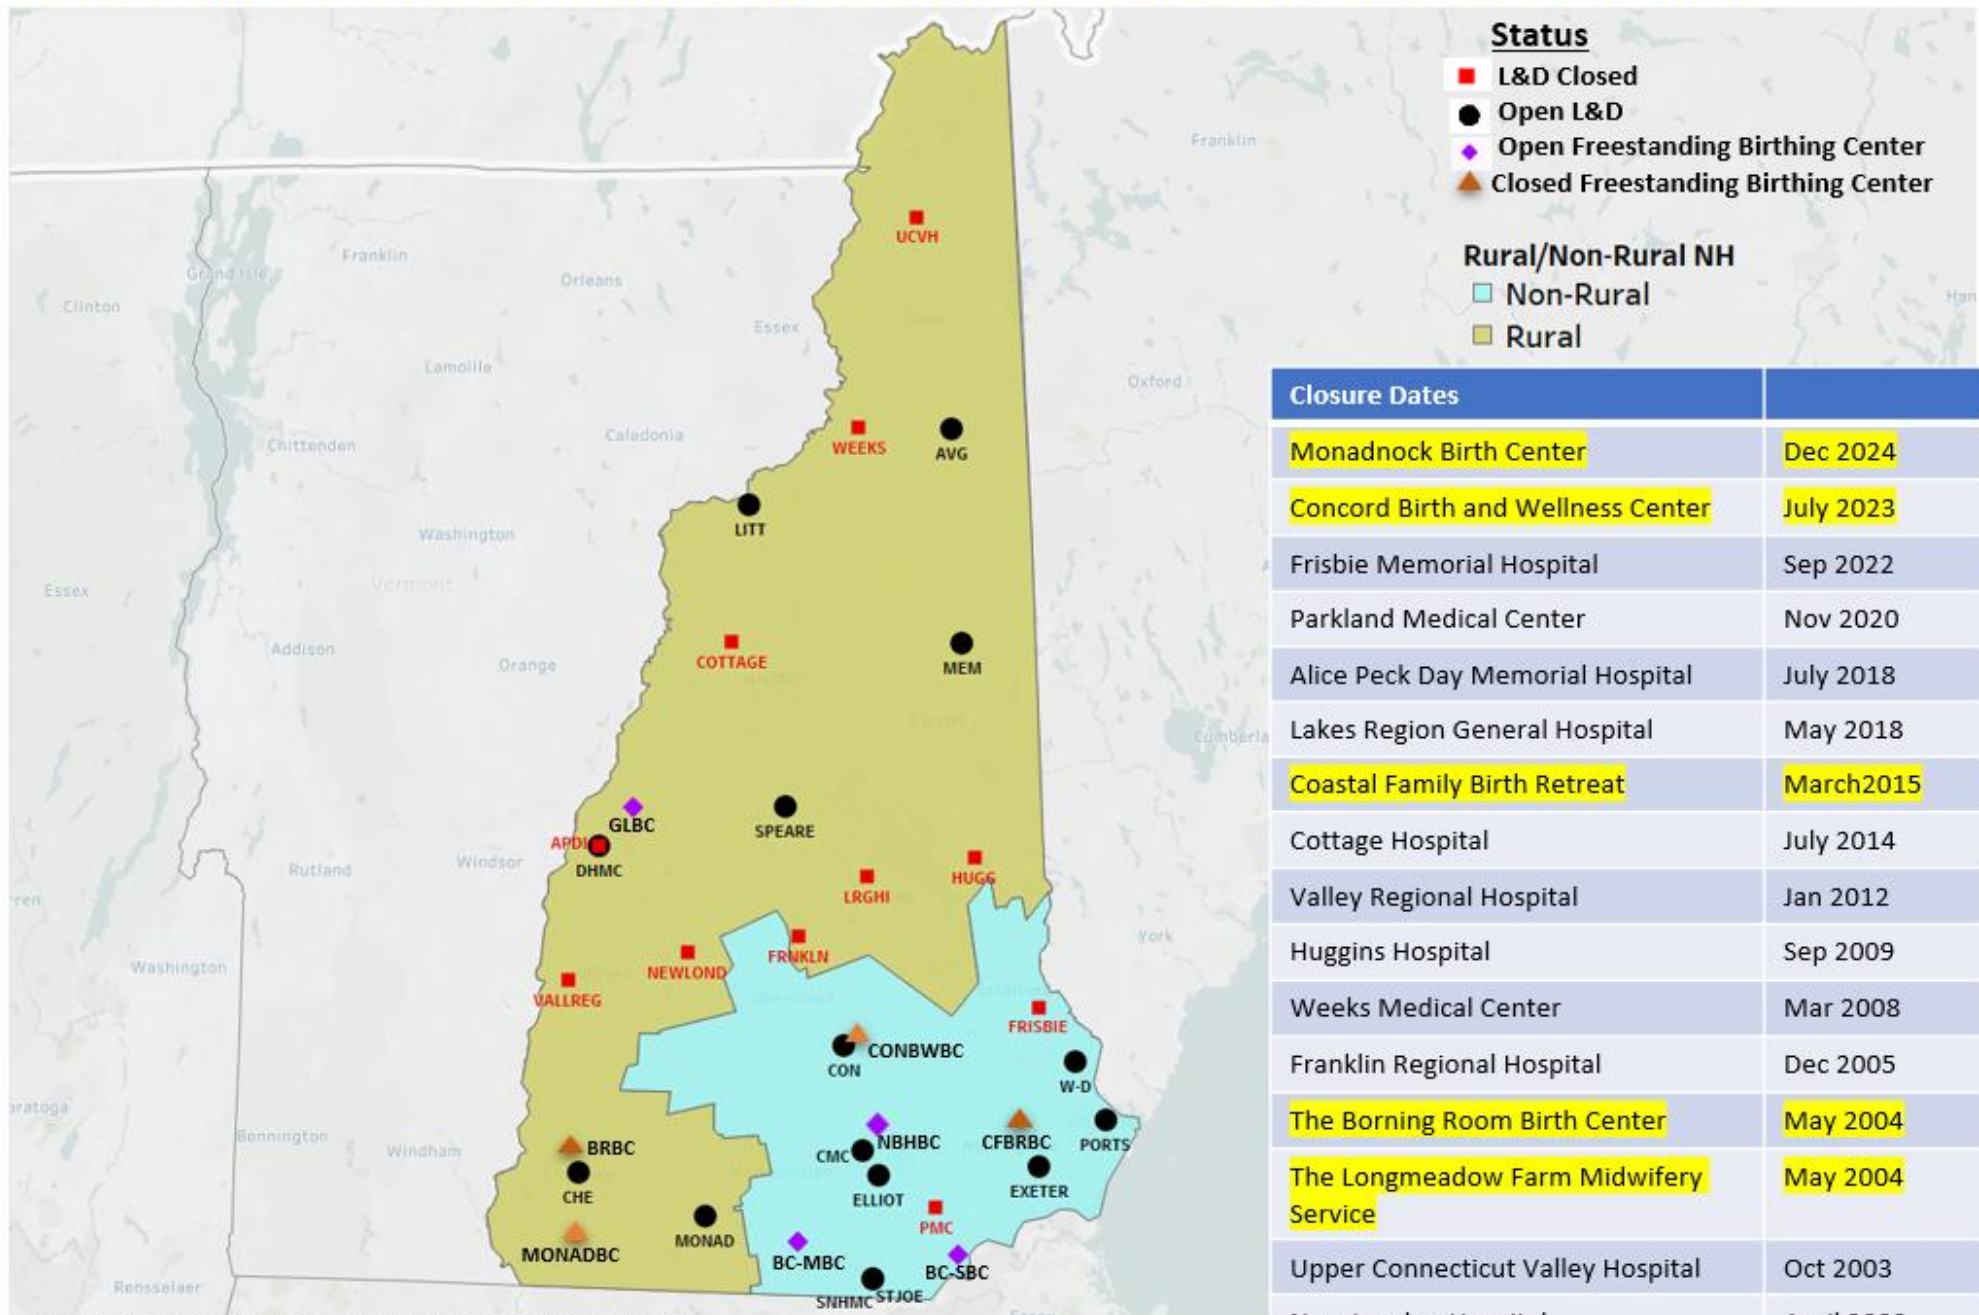 Status
L&D Closed
Open L&D
Open Freestanding Birthing Center
Closed Freestanding Birthing Center
Rural/Non-Rural NH
Non-Rural
Rural
Closure Dates
Monadnock Birth Center Dec 2024
Concord Birth and Wellness Center July 2023
Frisbie Memorial Hospital Sep 2022
Parkland Medical Center Nov 2020
Alice Peck Day Memorial Hospital July 2018
Lakes Region General Hospital May 2018
Coastal Family Birth Retreat March2015
Cottage Hospital July 2014
Valley Regional Hospital Jan 2012
Huggins Hospital Sep 2009
Weeks Medical Center Mar 2008
Franklin Regional Hospital Dec 2005
The Borning Room Birth Center May 2004
The Longmeadow Farm Midwifery May 2004
Service
Upper Connecticut Valley Hospital Oct 2003
Franklin
UCVH
Franklin
Grand Isle
Orleans
Clinton
Essex
Lamoille
Oxford
Chittenden
Caledonia
WEEKS
AVG
LITT
Washington
Vermont
Essex
Addison
Orange
COTTAGE
MEM
GLBC
SPEARE
APDI
DHMC
Windsor
Rutland
LRGHI
HUGG
York
FRNKLN
Washington
NEWLOND
VALLREG
FRISBIE
CONBWBC
CON
W-D
Bennington
Windham
BRBC
NBHBC
CFBRBC
PORTS
CMC
CHE
ELLIOT
EXETER
PMC
MONAD
MONADBC
BC-MBC
BC-SBC
Rensselaer
SNHMC
STJOE